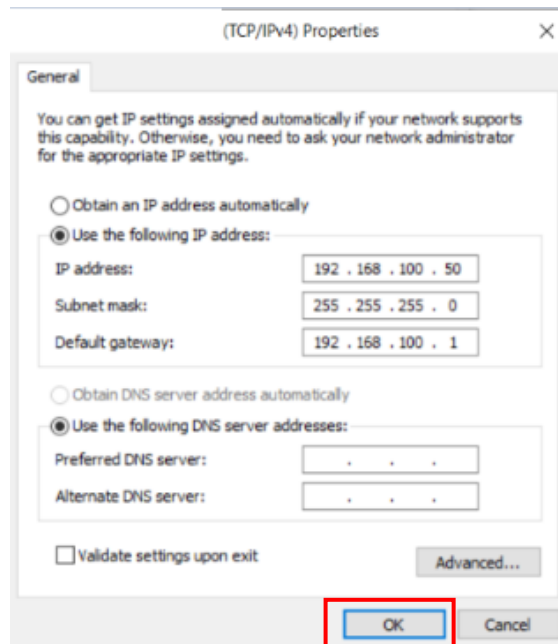 (TCP/IPv4) Properties
General
You can get IP settings assigned automatically if your network supports
this capability. Otherwise, you need to ask your network administrator
for the appropriate IP settings.
Obtain an IP address automatically
Use the following IP address:
IP address: 192 . 168 . 100 . 50
Subnet mask: 255 . 255 . 255 . 0
Default gateway: 192 . 168 . 100 . 1
Obtain DNS server address automatically
Use the following DNS server addresses:
Preferred DNS server: . . .
Alternate DNS server: . . .
Validate settings upon exit
Advanced...
OK Cancel